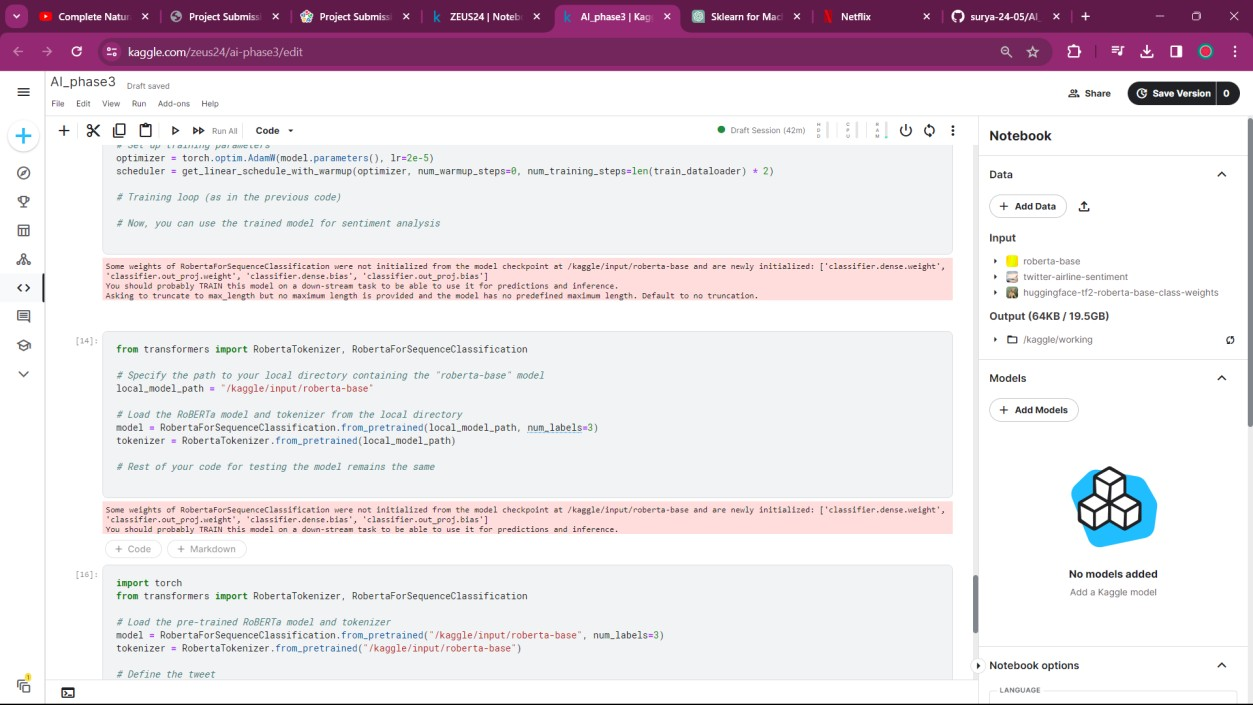 Complete Natur
Project Submiss
Project Submiss
ZEUS24 | Noteb
AI_phase3 | Kag
Sklearn for Mac
Netflix
surya-24-05/AI_
kaggle.com/zeus24/ai-phase3/edit
AI_phase3
Draft saved
File Edit View Run Add-ons Help
Share
Save Version 0
Run All
Code
Draft Session (42m)
# Set up training parameters
optimizer = torch.optim.AdamW(model.parameters(), lr=2e-5)
scheduler = get_linear_schedule_with_warmup(optimizer, num_warmup_steps=0, num_training_steps=len(train_dataloader) * 2)
# Training loop (as in the previous code)
# Now, you can use the trained model for sentiment analysis
Some weights of RobertaForSequenceClassification were not initialized from the model checkpoint at /kaggle/input/roberta-base and are newly initialized: ['classifier.dense.weight',
'classifier.out_proj.weight', 'classifier.dense.bias', 'classifier.out_proj.bias']
You should probably TRAIN this model on a down-stream task to be able to use it for predictions and inference.
Asking to truncate to max_length but no maximum length is provided and the model has no predefined maximum length. Default to no truncation.
[14]:
from transformers import RobertaTokenizer, RobertaForSequenceClassification
# Specify the path to your local directory containing the "roberta-base" model
local_model_path = "/kaggle/input/roberta-base"
# Load the RoBERTa model and tokenizer from the local directory
model = RobertaForSequenceClassification.from_pretrained(local_model_path, num_labels=3)
tokenizer = RobertaTokenizer.from_pretrained(local_model_path)
# Rest of your code for testing the model remains the same
Some weights of RobertaForSequenceClassification were not initialized from the model checkpoint at /kaggle/input/roberta-base and are newly initialized: ['classifier.dense.weight',
'classifier.out_proj.weight', 'classifier.dense.bias', 'classifier.out_proj.bias']
You should probably TRAIN this model on a down-stream task to be able to use it for predictions and inference.
+ Code + Markdown
[16]:
import torch
from transformers import RobertaTokenizer, RobertaForSequenceClassification
# Load the pre-trained RoBERTa model and tokenizer
model = RobertaForSequenceClassification.from_pretrained("/kaggle/input/roberta-base", num_labels=3)
tokenizer = RobertaTokenizer.from_pretrained("/kaggle/input/roberta-base")
# Define the tweet
Notebook
Data
+ Add Data
Input
roberta-base
twitter-airline-sentiment
huggingface-tf2-roberta-base-class-weights
Output (64KB / 19.5GB)
/kaggle/working
Models
+ Add Models
No models added
Add a Kaggle model
Notebook options
LANGUAGE